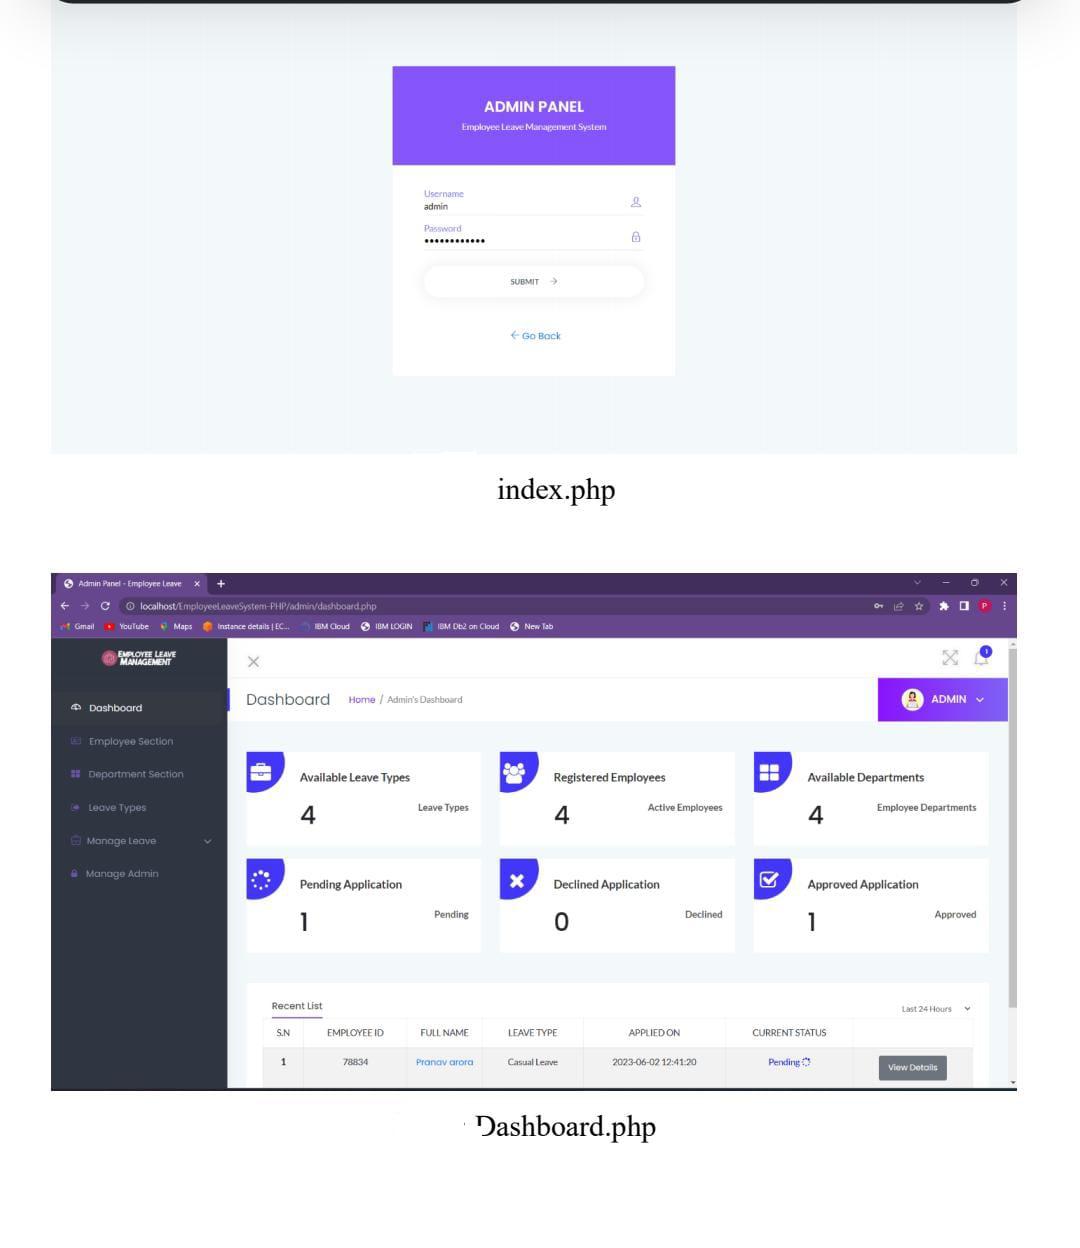 ADMIN PANEL
Employee Leave Management System
Username
admin
Password
SUBMIT →
← Go Back
index.php
Admin Panel - Employee Leave
localhost/EmployeeLeaveSystem-PHP/admin/dashboard.php
P
Gmail YouTube Maps Instance details | EC... IBM Cloud IBM LOGIN IBM Db2 on Cloud New Tab
EMPLOYEE LEAVE
MANAGEMENT
1
Dashboard Home / Admin's Dashboard
ADMIN
Dashboard
Employee Section
Department Section
Leave Types
Manage Leave
Manage Admin
Available Leave Types
4 Leave Types
Registered Employees
4 Active Employees
Available Departments
4 Employee Departments
Pending Application
1 Pending
Declined Application
0 Declined
Approved Application
1 Approved
Recent List
Last 24 Hours
S.N EMPLOYEE ID FULL NAME LEAVE TYPE APPLIED ON CURRENT STATUS
1 78834 Pranav arora Casual Leave 2023-06-02 12:41:20 Pending View Details
Dashboard.php